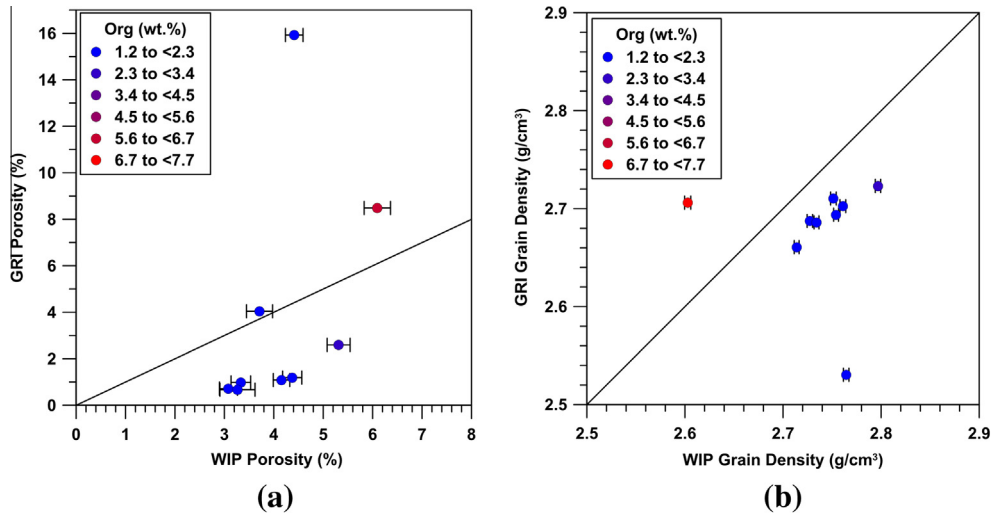 Org (wt.%)
1.2 to <2.3
2.3 to <3.4
3.4 to <4.5
4.5 to <5.6
5.6 to <6.7
6.7 to <7.7
16
14
12
10
8
6
4
2
0
GRI Porosity (%)
0 1 2 3 4 5 6 7 8
WIP Porosity (%)
(a)
Org (wt.%)
1.2 to <2.3
2.3 to <3.4
3.4 to <4.5
4.5 to <5.6
5.6 to <6.7
6.7 to <7.7
2.9
2.8
2.7
2.6
2.5
GRI Grain Density (g/cm³)
2.5 2.6 2.7 2.8 2.9
WIP Grain Density (g/cm³)
(b)